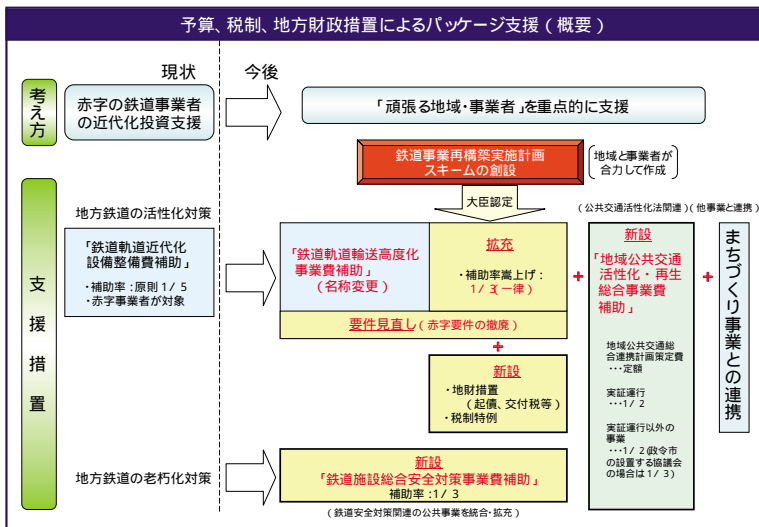 予算、税制、地方財政措置によるパッケージ支援(概要)
現状
今後
考え方
赤字の鉄道事業者
の近代化投資支援
「頑張る地域・事業者」を重点的に支援
鉄道事業再構築実施計画
スキームの創設
地域と事業者が
合力して作成
大臣認定
支援措置
地方鉄道の活性化対策
「鉄道軌道近代化
設備整備費補助」
・補助率:原則1/5
・赤字事業者が対象
「鉄道軌道輸送高度化
事業費補助」
(名称変更)
拡充
・補助率嵩上げ:
1/3(一律)
要件見直し(赤字要件の撤廃)
+
新設
・地財措置
(起債、交付税等)
・税制特例
+
(公共交通活性化法関連)
新設
「地域公共交通
活性化・再生
総合事業費
補助」
地域公共交通総
合連携計画策定費
・・・定額
実証運行
・・・1/2
実証運行以外の
事業
・・・1/2(政令市
の設置する協議会
の場合は1/3)
+
(他事業と連携)
まちづくり事業との連携
地方鉄道の老朽化対策
新設
「鉄道施設総合安全対策事業費補助」
補助率:1/3
(鉄道安全対策関連の公共事業を統合・拡充)